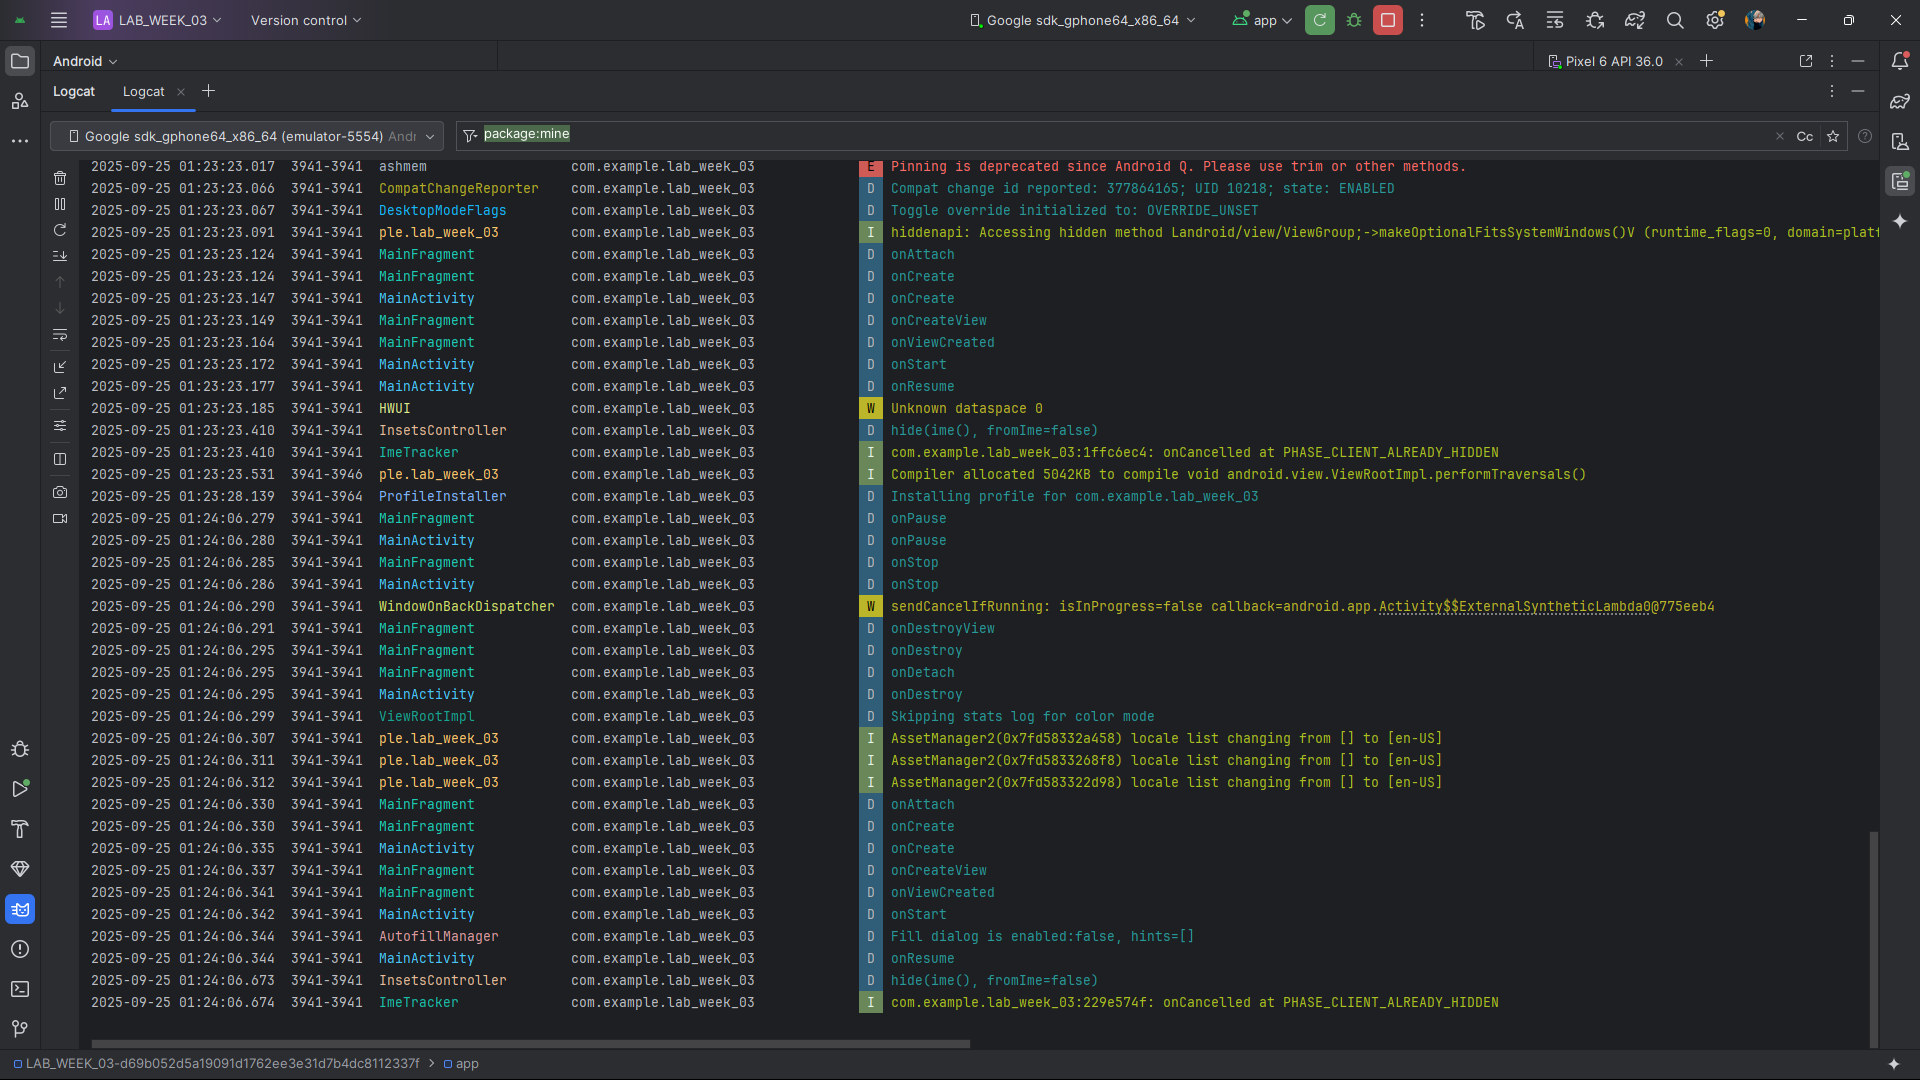 LA LAB_WEEK_03 Version control Google sdk_gphone64_x86_64 app
Android Pixel 6 API 36.0
Logcat Logcat
Google sdk_gphone64_x86_64 (emulator-5554) Andr package:mine Cc
2025-09-25 01:23:23.017 3941-3941 ashmem com.example.lab_week_03 E Pinning is deprecated since Android Q. Please use trim or other methods.
2025-09-25 01:23:23.066 3941-3941 CompatChangeReporter com.example.lab_week_03 D Compat change id reported: 377864165; UID 10218; state: ENABLED
2025-09-25 01:23:23.067 3941-3941 DesktopModeFlags com.example.lab_week_03 D Toggle override initialized to: OVERRIDE_UNSET
2025-09-25 01:23:23.091 3941-3941 ple.lab_week_03 com.example.lab_week_03 I hiddenapi: Accessing hidden method Landroid/view/ViewGroup;->makeOptionalFitsSystemWindows()V (runtime_flags=0, domain=platf
2025-09-25 01:23:23.124 3941-3941 MainFragment com.example.lab_week_03 D onAttach
2025-09-25 01:23:23.124 3941-3941 MainFragment com.example.lab_week_03 D onCreate
2025-09-25 01:23:23.147 3941-3941 MainActivity com.example.lab_week_03 D onCreate
2025-09-25 01:23:23.149 3941-3941 MainFragment com.example.lab_week_03 D onCreateView
2025-09-25 01:23:23.164 3941-3941 MainFragment com.example.lab_week_03 D onViewCreated
2025-09-25 01:23:23.172 3941-3941 MainActivity com.example.lab_week_03 D onStart
2025-09-25 01:23:23.177 3941-3941 MainActivity com.example.lab_week_03 D onResume
2025-09-25 01:23:23.185 3941-3941 HWUI com.example.lab_week_03 W Unknown dataspace 0
2025-09-25 01:23:23.410 3941-3941 InsetsController com.example.lab_week_03 D hide(ime(), fromIme=false)
2025-09-25 01:23:23.410 3941-3941 ImeTracker com.example.lab_week_03 I com.example.lab_week_03:1ffc6ec4: onCancelled at PHASE_CLIENT_ALREADY_HIDDEN
2025-09-25 01:23:23.531 3941-3946 ple.lab_week_03 com.example.lab_week_03 I Compiler allocated 5042KB to compile void android.view.ViewRootImpl.performTraversals()
2025-09-25 01:23:28.139 3941-3964 ProfileInstaller com.example.lab_week_03 D Installing profile for com.example.lab_week_03
2025-09-25 01:24:06.279 3941-3941 MainFragment com.example.lab_week_03 D onPause
2025-09-25 01:24:06.280 3941-3941 MainActivity com.example.lab_week_03 D onPause
2025-09-25 01:24:06.285 3941-3941 MainFragment com.example.lab_week_03 D onStop
2025-09-25 01:24:06.286 3941-3941 MainActivity com.example.lab_week_03 D onStop
2025-09-25 01:24:06.290 3941-3941 WindowOnBackDispatcher com.example.lab_week_03 W sendCancelIfRunning: isInProgress=false callback=android.app.Activity$$ExternalSyntheticLambda0@775eeb4
2025-09-25 01:24:06.291 3941-3941 MainFragment com.example.lab_week_03 D onDestroyView
2025-09-25 01:24:06.295 3941-3941 MainFragment com.example.lab_week_03 D onDestroy
2025-09-25 01:24:06.295 3941-3941 MainFragment com.example.lab_week_03 D onDetach
2025-09-25 01:24:06.295 3941-3941 MainActivity com.example.lab_week_03 D onDestroy
2025-09-25 01:24:06.299 3941-3941 ViewRootImpl com.example.lab_week_03 D Skipping stats log for color mode
2025-09-25 01:24:06.307 3941-3941 ple.lab_week_03 com.example.lab_week_03 I AssetManager2(0x7fd58332a458) locale list changing from [] to [en-US]
2025-09-25 01:24:06.311 3941-3941 ple.lab_week_03 com.example.lab_week_03 I AssetManager2(0x7fd5833268f8) locale list changing from [] to [en-US]
2025-09-25 01:24:06.312 3941-3941 ple.lab_week_03 com.example.lab_week_03 I AssetManager2(0x7fd583322d98) locale list changing from [] to [en-US]
2025-09-25 01:24:06.330 3941-3941 MainFragment com.example.lab_week_03 D onAttach
2025-09-25 01:24:06.330 3941-3941 MainFragment com.example.lab_week_03 D onCreate
2025-09-25 01:24:06.335 3941-3941 MainActivity com.example.lab_week_03 D onCreate
2025-09-25 01:24:06.337 3941-3941 MainFragment com.example.lab_week_03 D onCreateView
2025-09-25 01:24:06.341 3941-3941 MainFragment com.example.lab_week_03 D onViewCreated
2025-09-25 01:24:06.342 3941-3941 MainActivity com.example.lab_week_03 D onStart
2025-09-25 01:24:06.344 3941-3941 AutofillManager com.example.lab_week_03 D Fill dialog is enabled:false, hints=[]
2025-09-25 01:24:06.344 3941-3941 MainActivity com.example.lab_week_03 D onResume
2025-09-25 01:24:06.673 3941-3941 InsetsController com.example.lab_week_03 D hide(ime(), fromIme=false)
2025-09-25 01:24:06.674 3941-3941 ImeTracker com.example.lab_week_03 I com.example.lab_week_03:229e574f: onCancelled at PHASE_CLIENT_ALREADY_HIDDEN
LAB_WEEK_03-d69b052d5a19091d1762ee3e31d7b4dc8112337f > app